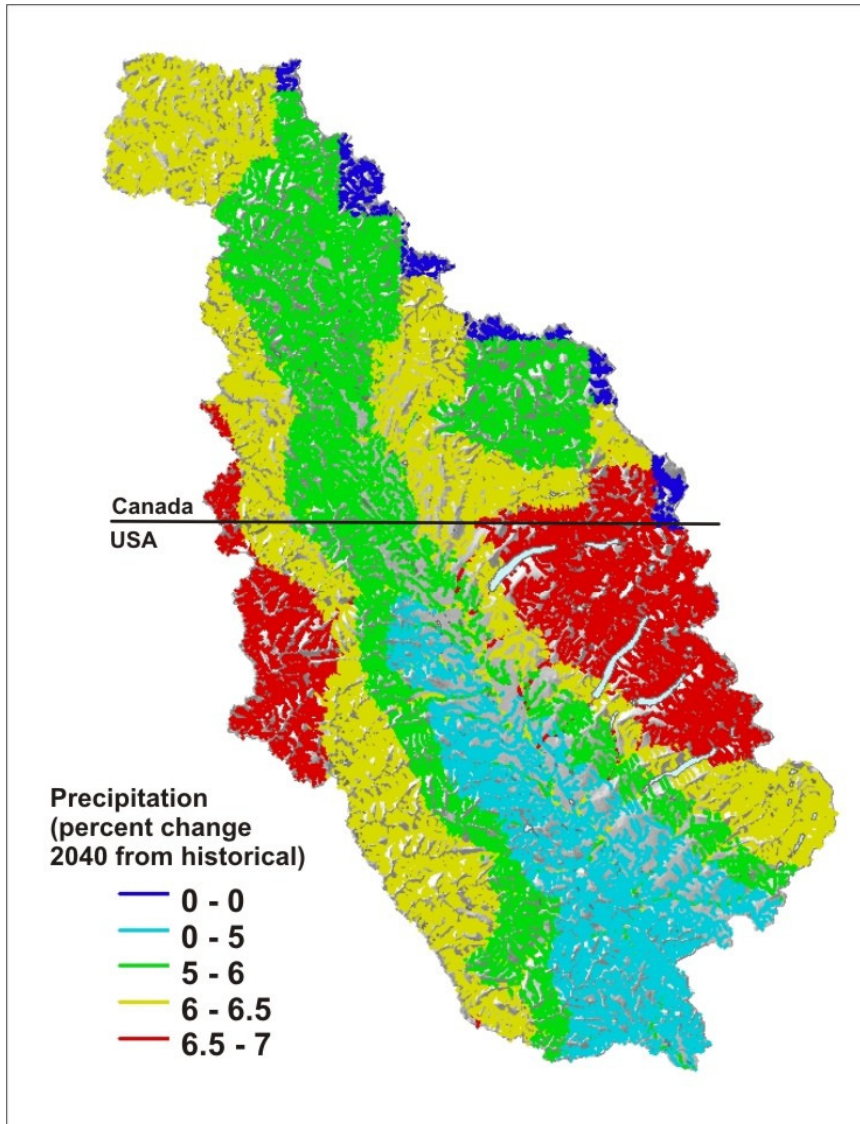 Canada
USA
Precipitation
(percent change
2040 from historical)
0 - 0
0 - 5
5 - 6
6 - 6.5
6.5 - 7